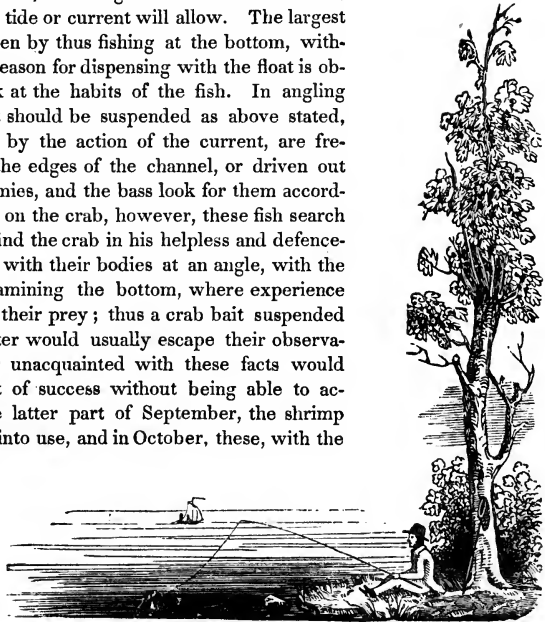 tide or current will allow. The largest
en by thus fishing at the bottom, with-
eason for dispensing with the float is ob-
at the habits of the fish. In angling
should be suspended as above stated,
by the action of the current, are fre-
he edges of the channel, or driven out
mies, and the bass look for them accord-
on the crab, however, these fish search
ind the crab in his helpless and defence-
with their bodies at an angle, with the
amining the bottom, where experience
their prey; thus a crab bait suspended
ter would usually escape their observa-
unacquainted with these facts would
of success without being able to ac-
latter part of September, the shrimp
into use, and in October, these, with the